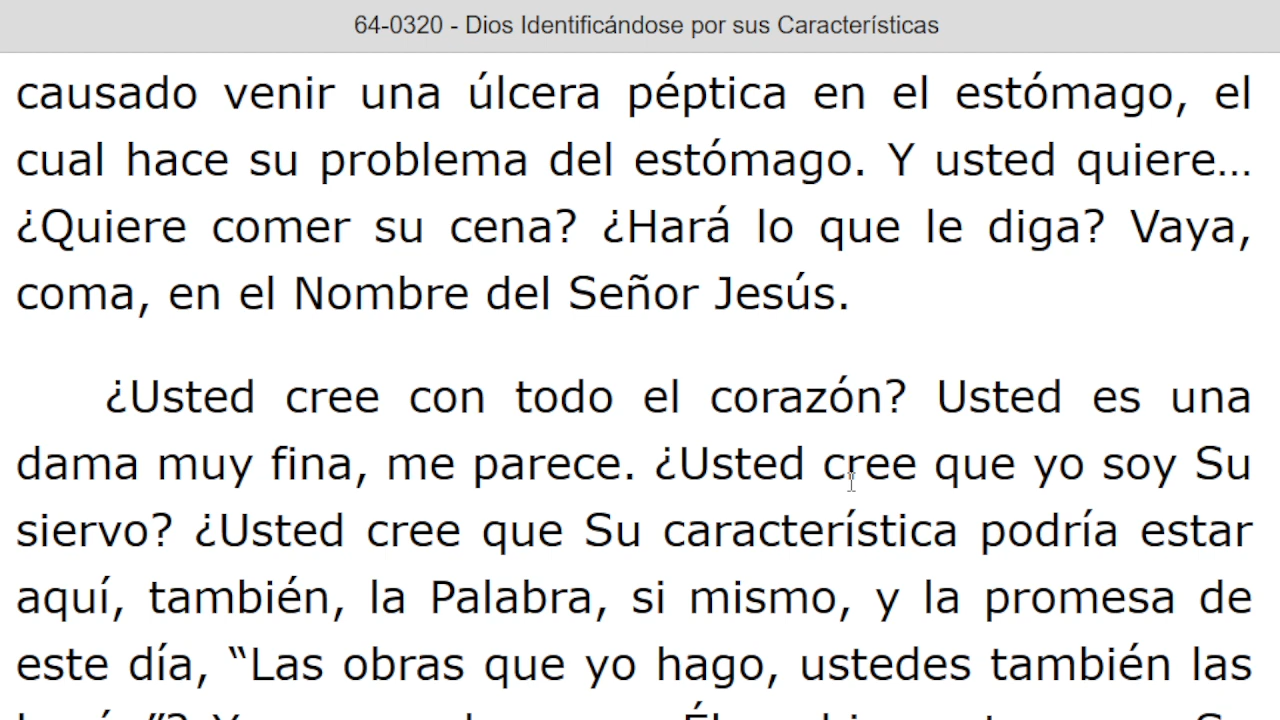 64-0320 - Dios Identificándose por sus Características
causado venir una úlcera péptica en el estómago, el
cual hace su problema del estómago. Y usted quiere…
¿Quiere comer su cena? ¿Hará lo que le diga? Vaya,
coma, en el Nombre del Señor Jesús.
¿Usted cree con todo el corazón? Usted es una
dama muy fina, me parece. ¿Usted cree que yo soy Su
siervo? ¿Usted cree que Su característica podría estar
aquí, también, la Palabra, si mismo, y la promesa de
este día, “Las obras que yo hago, ustedes también las